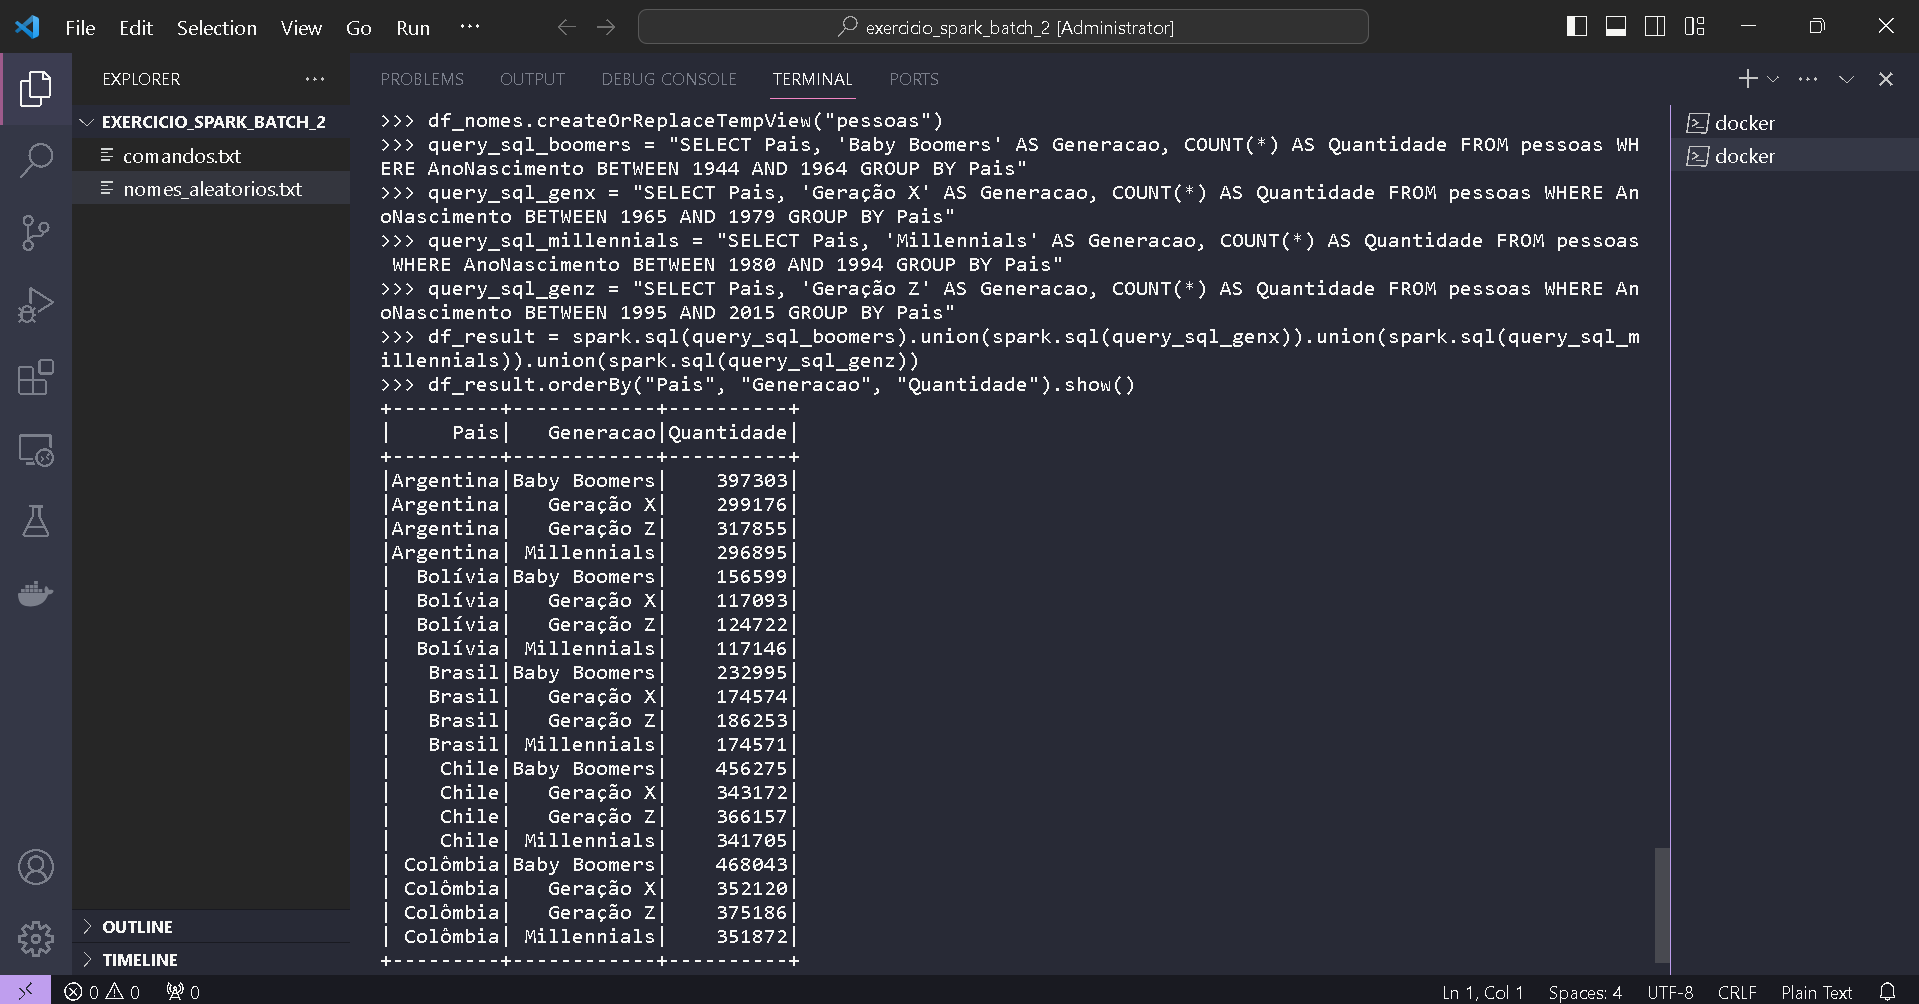 File Edit Selection View Go Run ···
exercicio_spark_batch_2 [Administrator]
EXPLORER
EXERCICIO_SPARK_BATCH_2
comandos.txt
nomes_aleatorios.txt
OUTLINE
TIMELINE
PROBLEMS OUTPUT DEBUG CONSOLE TERMINAL PORTS
>>> df_nomes.createOrReplaceTempView("pessoas")
>>> query_sql_boomers = "SELECT Pais, 'Baby Boomers' AS Generacao, COUNT(*) AS Quantidade FROM pessoas WH
ERE AnoNascimento BETWEEN 1944 AND 1964 GROUP BY Pais"
>>> query_sql_genx = "SELECT Pais, 'Geração X' AS Generacao, COUNT(*) AS Quantidade FROM pessoas WHERE An
oNascimento BETWEEN 1965 AND 1979 GROUP BY Pais"
>>> query_sql_millennials = "SELECT Pais, 'Millennials' AS Generacao, COUNT(*) AS Quantidade FROM pessoas
 WHERE AnoNascimento BETWEEN 1980 AND 1994 GROUP BY Pais"
>>> query_sql_genz = "SELECT Pais, 'Geração Z' AS Generacao, COUNT(*) AS Quantidade FROM pessoas WHERE An
oNascimento BETWEEN 1995 AND 2015 GROUP BY Pais"
>>> df_result = spark.sql(query_sql_boomers).union(spark.sql(query_sql_genx)).union(spark.sql(query_sql_m
illennials)).union(spark.sql(query_sql_genz))
>>> df_result.orderBy("Pais", "Generacao", "Quantidade").show()
+---------+------------+----------+
|     Pais|   Generacao|Quantidade|
+---------+------------+----------+
|Argentina|Baby Boomers|    397303|
|Argentina|   Geração X|    299176|
|Argentina|   Geração Z|    317855|
|Argentina| Millennials|    296895|
|  Bolívia|Baby Boomers|    156599|
|  Bolívia|   Geração X|    117093|
|  Bolívia|   Geração Z|    124722|
|  Bolívia| Millennials|    117146|
|   Brasil|Baby Boomers|    232995|
|   Brasil|   Geração X|    174574|
|   Brasil|   Geração Z|    186253|
|   Brasil| Millennials|    174571|
|    Chile|Baby Boomers|    456275|
|    Chile|   Geração X|    343172|
|    Chile|   Geração Z|    366157|
|    Chile| Millennials|    341705|
| Colômbia|Baby Boomers|    468043|
| Colômbia|   Geração X|    352120|
| Colômbia|   Geração Z|    375186|
| Colômbia| Millennials|    351872|
+---------+------------+----------+
docker
docker
0 0 0
Ln 1, Col 1 Spaces: 4 UTF-8 CRLF Plain Text